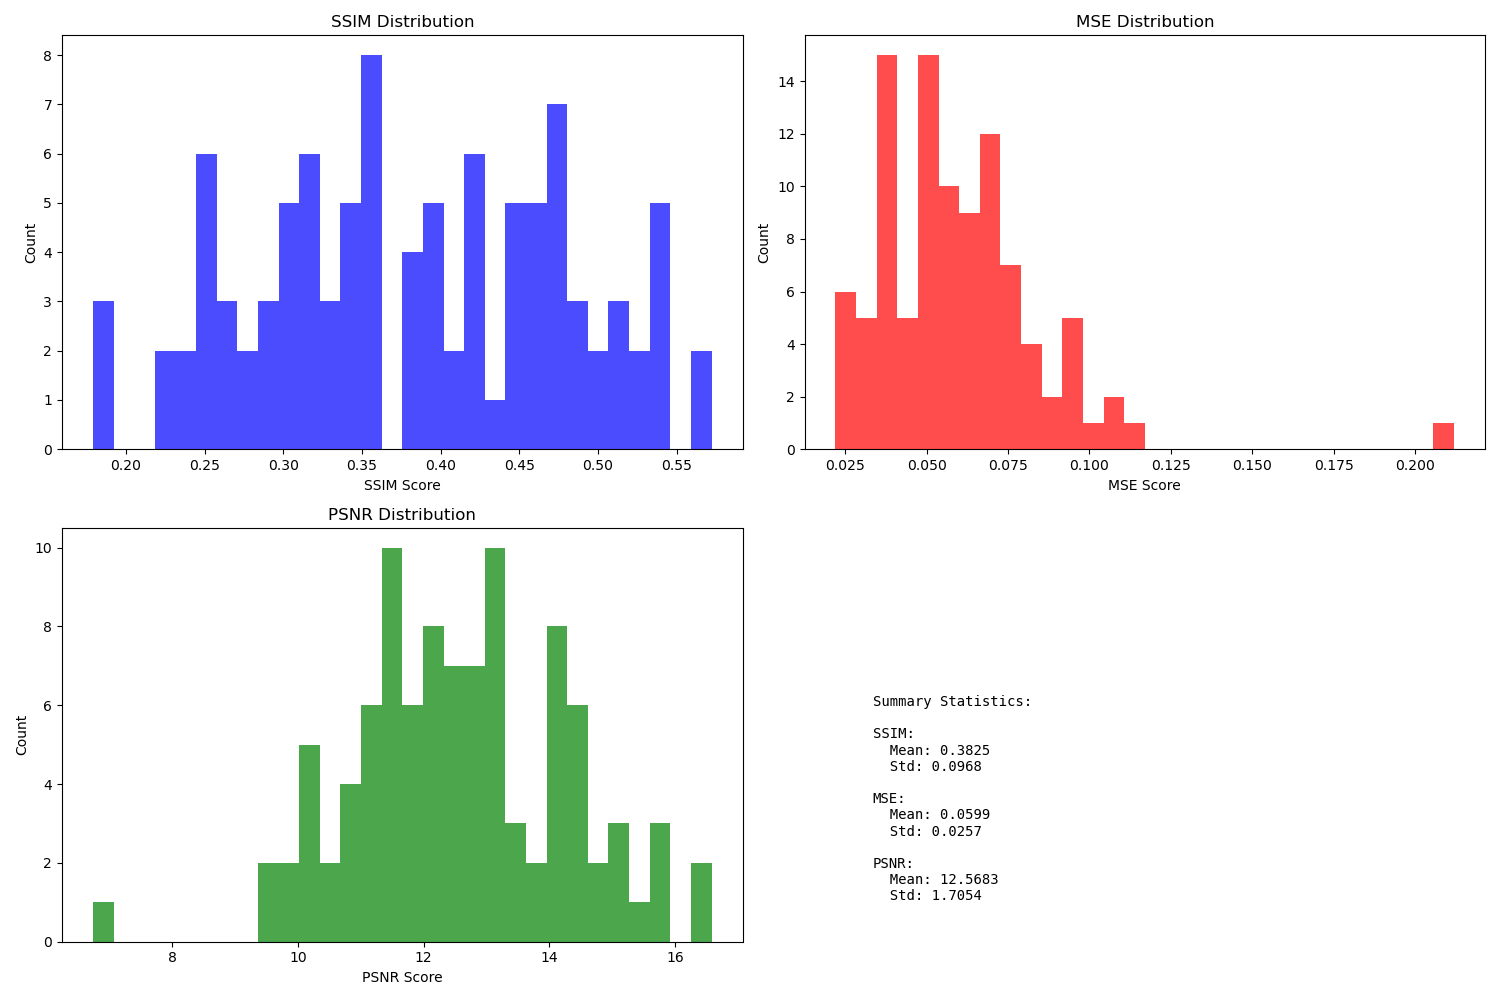 SSIM Distribution
8
7
6
5
4
3
2
1
0
Count
0.20 0.25 0.30 0.35 0.40 0.45 0.50 0.55
SSIM Score
MSE Distribution
14
12
10
8
6
4
2
0
Count
0.025 0.050 0.075 0.100 0.125 0.150 0.175 0.200
MSE Score
PSNR Distribution
10
8
6
4
2
0
Count
8 10 12 14 16
PSNR Score
Summary Statistics:
SSIM:
Mean: 0.3825
Std: 0.0968
MSE:
Mean: 0.0599
Std: 0.0257
PSNR:
Mean: 12.5683
Std: 1.7054